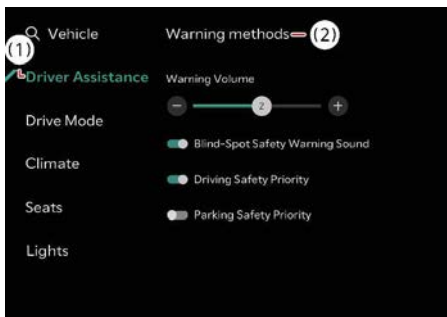 Vehicle
(1)
Driver Assistance
Drive Mode
Climate
Seats
Lights
Warning methods
(2)
Warning Volume
2
Blind-Spot Safety Warning Sound
Driving Safety Priority
Parking Safety Priority